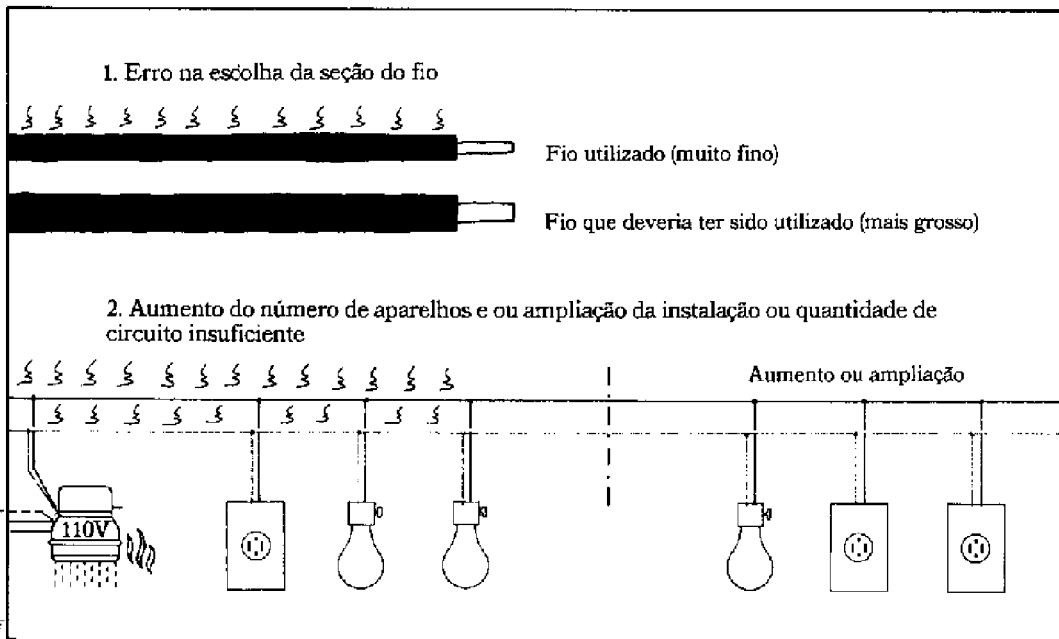 1. Erro na escolha da seção do fio
Fio utilizado (muito fino)
Fio que deveria ter sido utilizado (mais grosso)
2. Aumento do número de aparelhos e ou ampliação da instalação ou quantidade de
circuito insuficiente
Aumento ou ampliação
110V